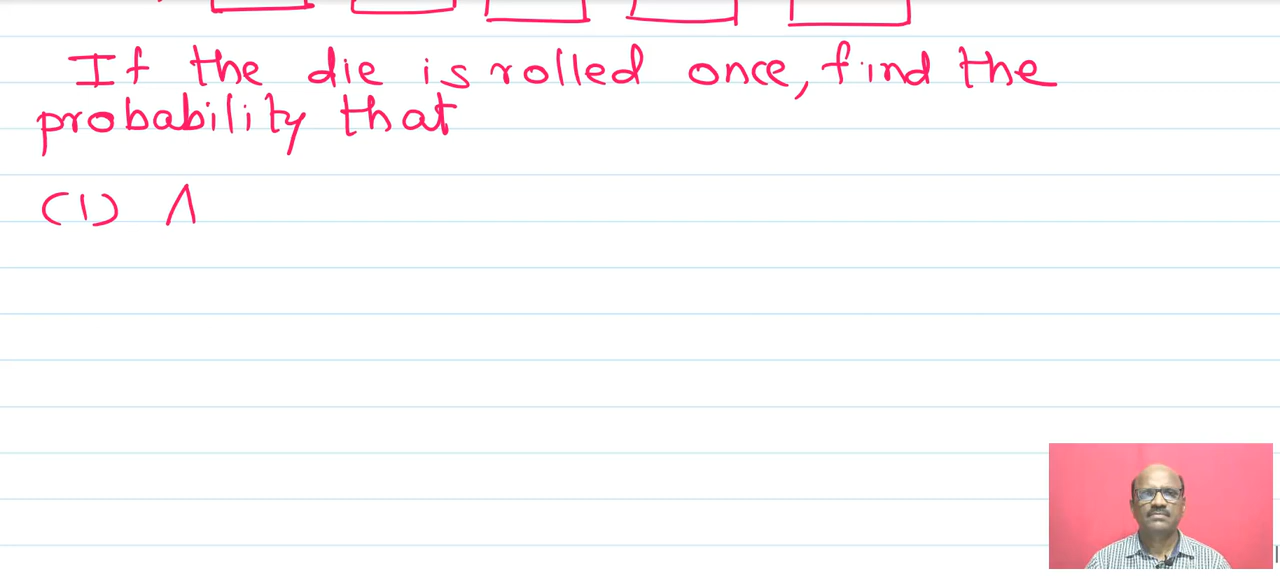 If the die is rolled once, find the
probability that
(1)